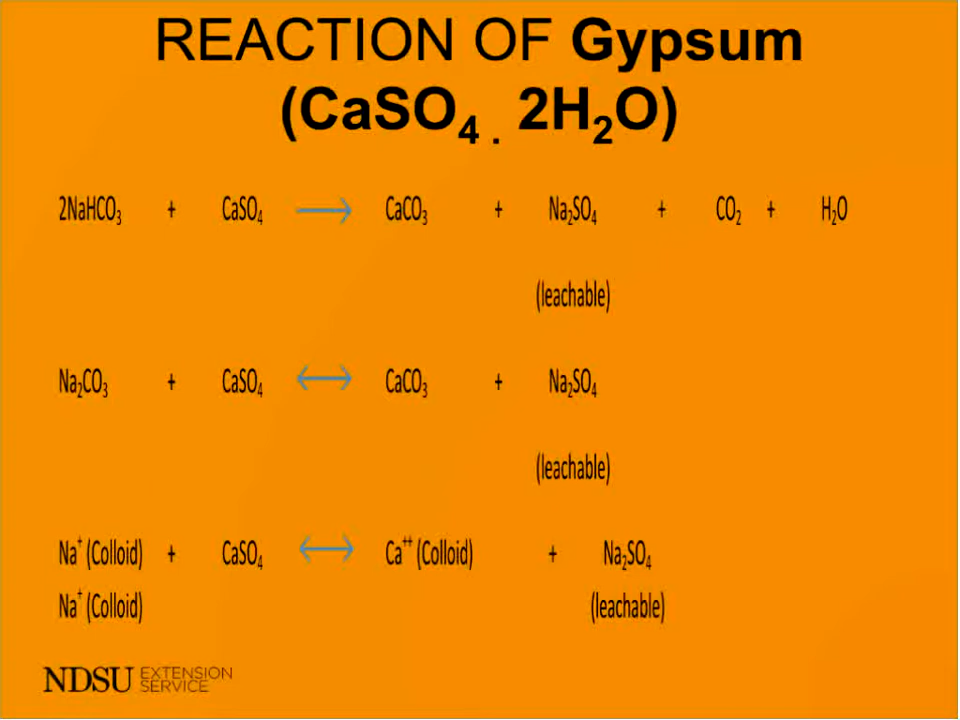 REACTION OF Gypsum
(CaSO₄ . 2H₂O)
2NaHCO₃ + CaSO₄ ⟶ CaCO₃ + Na₂SO₄ + CO₂ + H₂O
(leachable)
Na₂CO₃ + CaSO₄ ⟷ CaCO₃ + Na₂SO₄
(leachable)
Na⁺ (Colloid) + CaSO₄ ⟷ Ca⁺⁺ (Colloid) + Na₂SO₄
Na⁺ (Colloid) (leachable)
NDSU EXTENSION
SERVICE